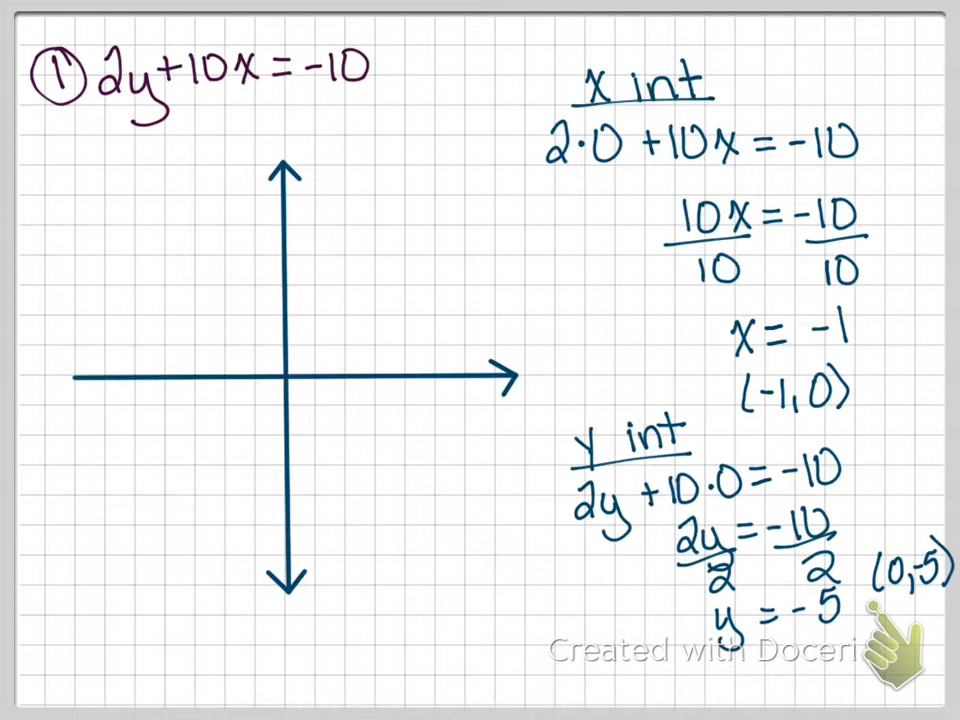 ① 2y+10x=-10
x int
2·0 +10x=-10
10x=-10
10 10
x= -1
(-1,0)
y int
2y +10·0=-10
2y=-10
2 2
(0,-5)
y =-5
Created with Doceri